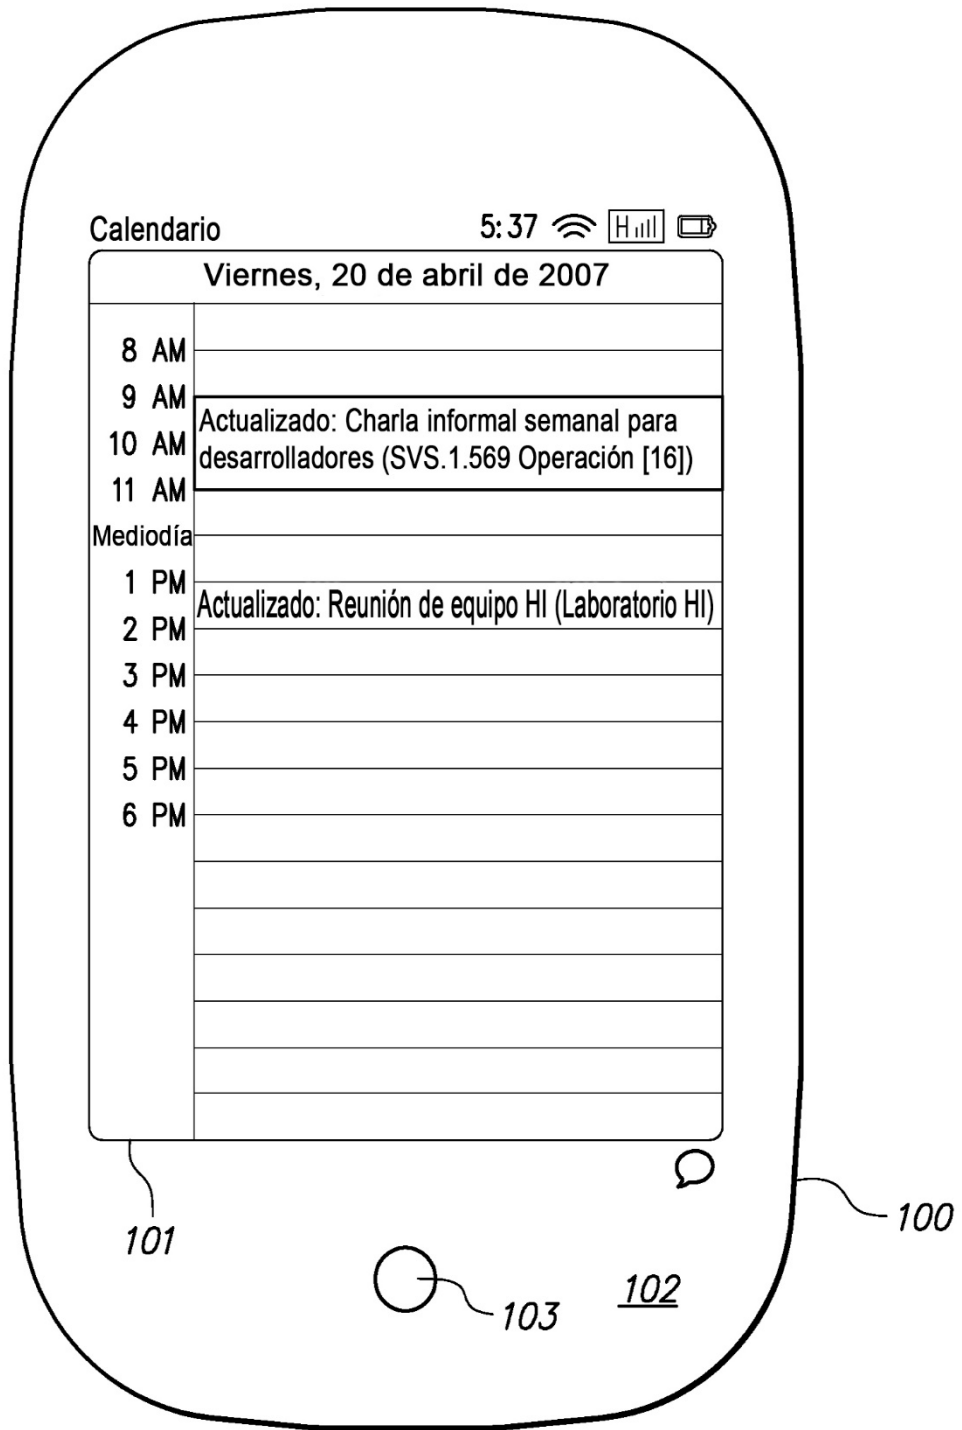 Calendario 5:37 H
Viernes, 20 de abril de 2007
8 AM
9 AM
Actualizado: Charla informal semanal para
10 AM
desarrolladores (SVS.1.569 Operación [16])
11 AM
Mediodía
1 PM
Actualizado: Reunión de equipo HI (Laboratorio HI)
2 PM
3 PM
4 PM
5 PM
6 PM
100
101
102
103